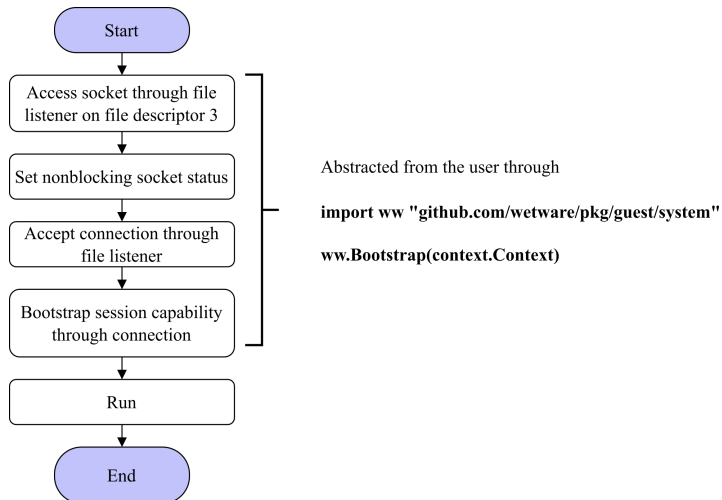 Start
Access socket through file
listener on file descriptor 3
Set nonblocking socket status
Accept connection through
file listener
Bootstrap session capability
through connection
Run
End
Abstracted from the user through
import ww "github.com/wetware/pkg/guest/system"
ww.Bootstrap(context.Context)